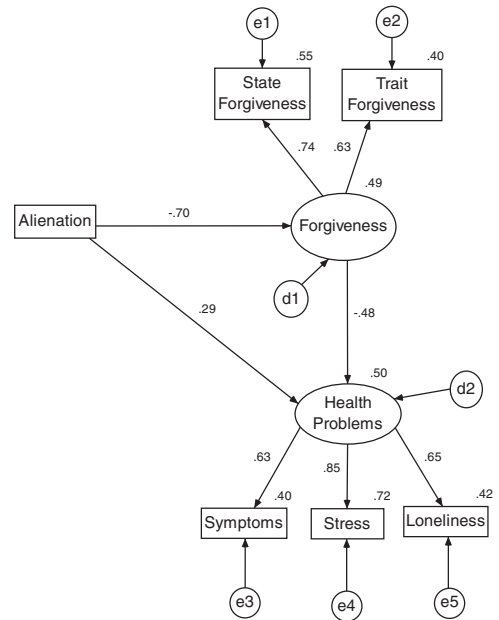 e1
e2
.55
.40
State
Forgiveness
Trait
Forgiveness
.74
.63
.49
Alienation
-.70
Forgiveness
d1
.29
-.48
.50
d2
Health
Problems
.63
.85
.65
.40
.72
.42
Symptoms
Stress
Loneliness
e3
e4
e5